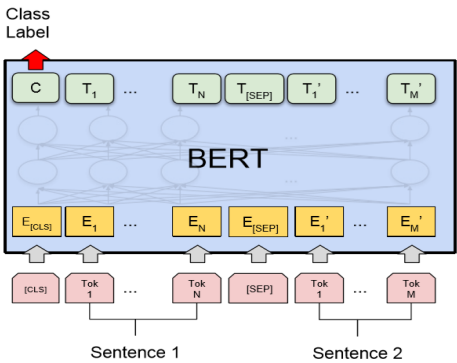 Class
Label
C T1 ... TN T[SEP] T1' ... TM'
...
BERT
...
E[CLS] E1 ... EN E[SEP] E1' ... EM'
[CLS] Tok 1 ... Tok N [SEP] Tok 1 ... Tok M
Sentence 1 Sentence 2